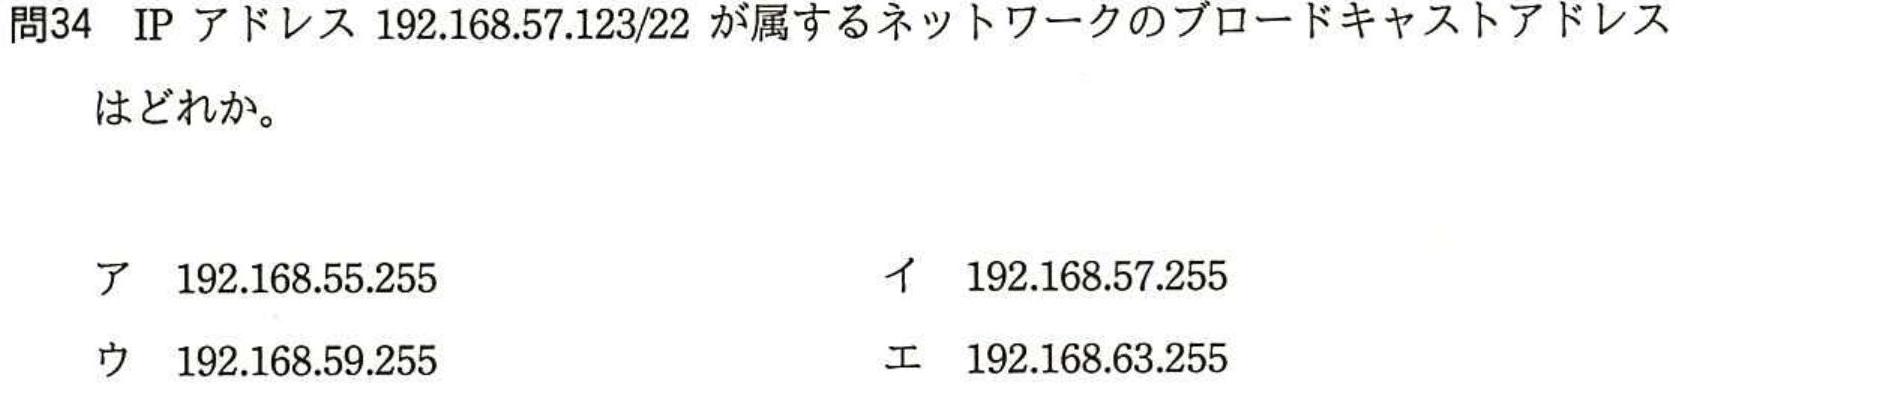 問34 IP アドレス 192.168.57.123/22 が属するネットワークのブロードキャストアドレス
はどれか。
ア 192.168.55.255 イ 192.168.57.255
ウ 192.168.59.255 エ 192.168.63.255